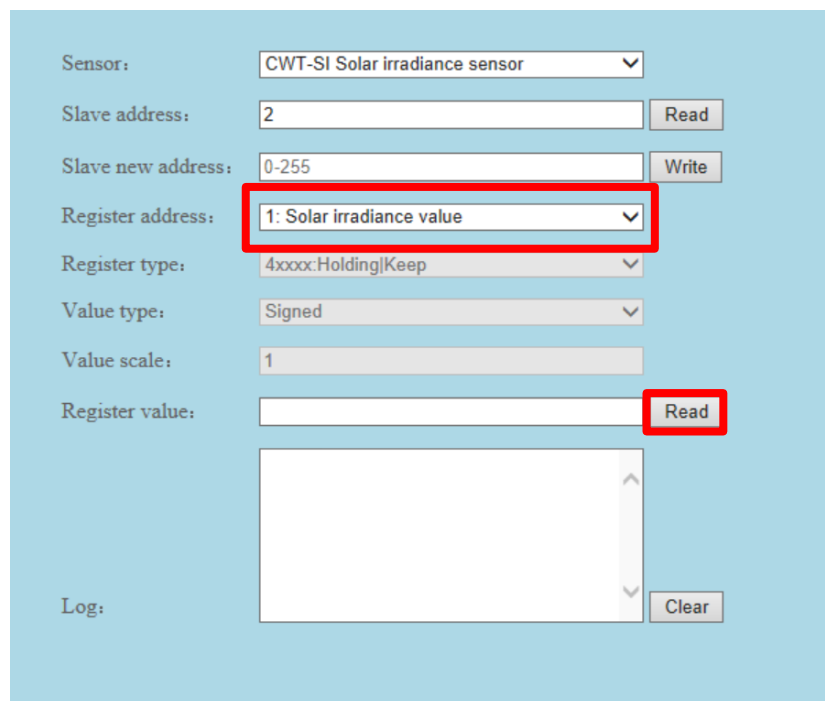 Sensor： CWT-SI Solar irradiance sensor
Slave address： 2 Read
Slave new address： 0-255 Write
Register address： 1: Solar irradiance value
Register type： 4xxxx:Holding|Keep
Value type： Signed
Value scale： 1
Register value： Read
Log： Clear